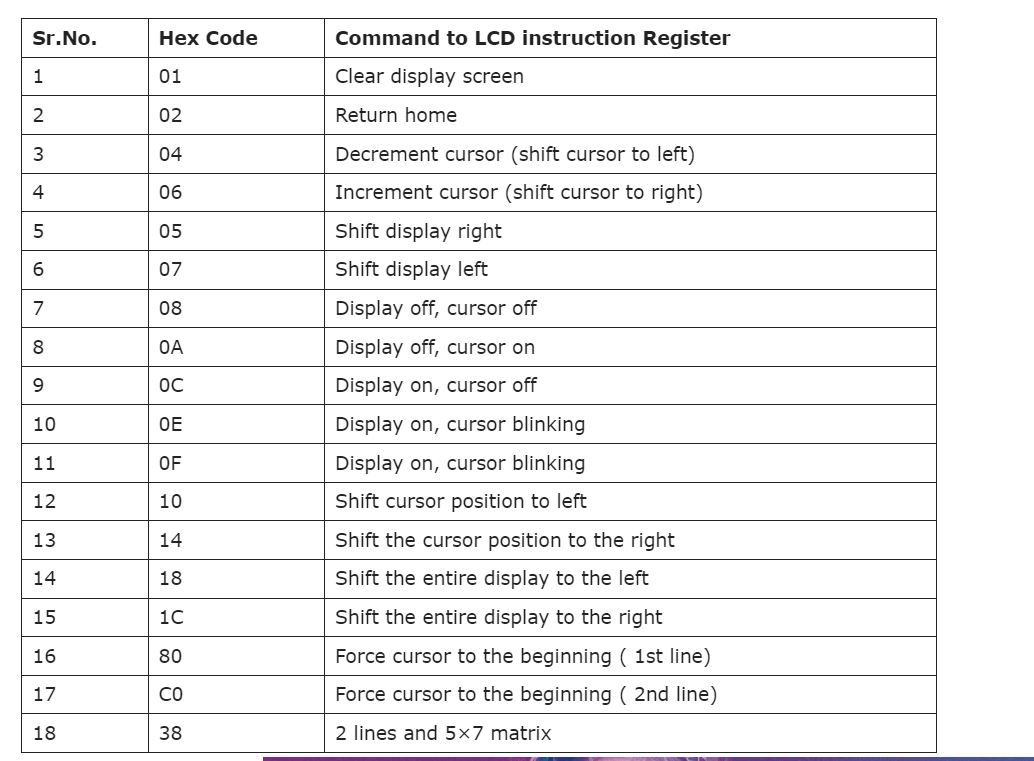 Sr.No. Hex Code Command to LCD instruction Register
1 01 Clear display screen
2 02 Return home
3 04 Decrement cursor (shift cursor to left)
4 06 Increment cursor (shift cursor to right)
5 05 Shift display right
6 07 Shift display left
7 08 Display off, cursor off
8 0A Display off, cursor on
9 0C Display on, cursor off
10 0E Display on, cursor blinking
11 0F Display on, cursor blinking
12 10 Shift cursor position to left
13 14 Shift the cursor position to the right
14 18 Shift the entire display to the left
15 1C Shift the entire display to the right
16 80 Force cursor to the beginning ( 1st line)
17 C0 Force cursor to the beginning ( 2nd line)
18 38 2 lines and 5×7 matrix